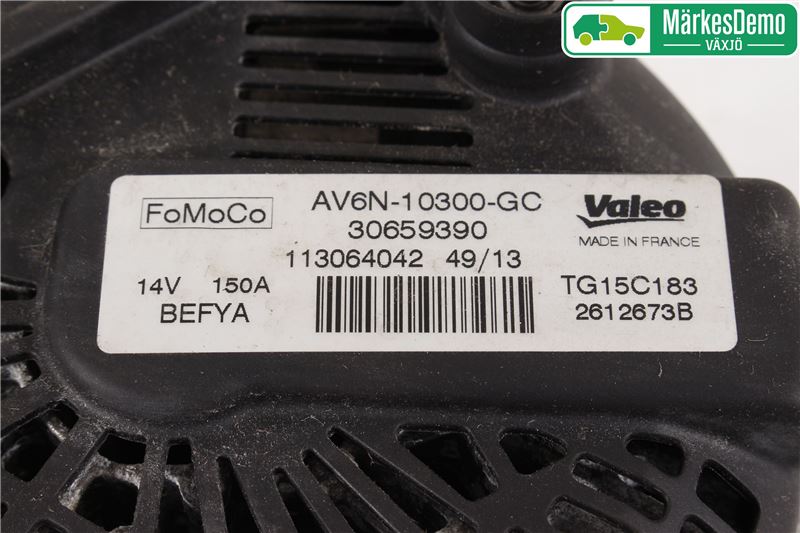 MärkesDemo
VÄXJÖ
FoMoCo
AV6N-10300-GC
30659390
113064042 49/13
14V 150A
BEFYA
Valeo
MADE IN FRANCE
TG15C183
2612673B